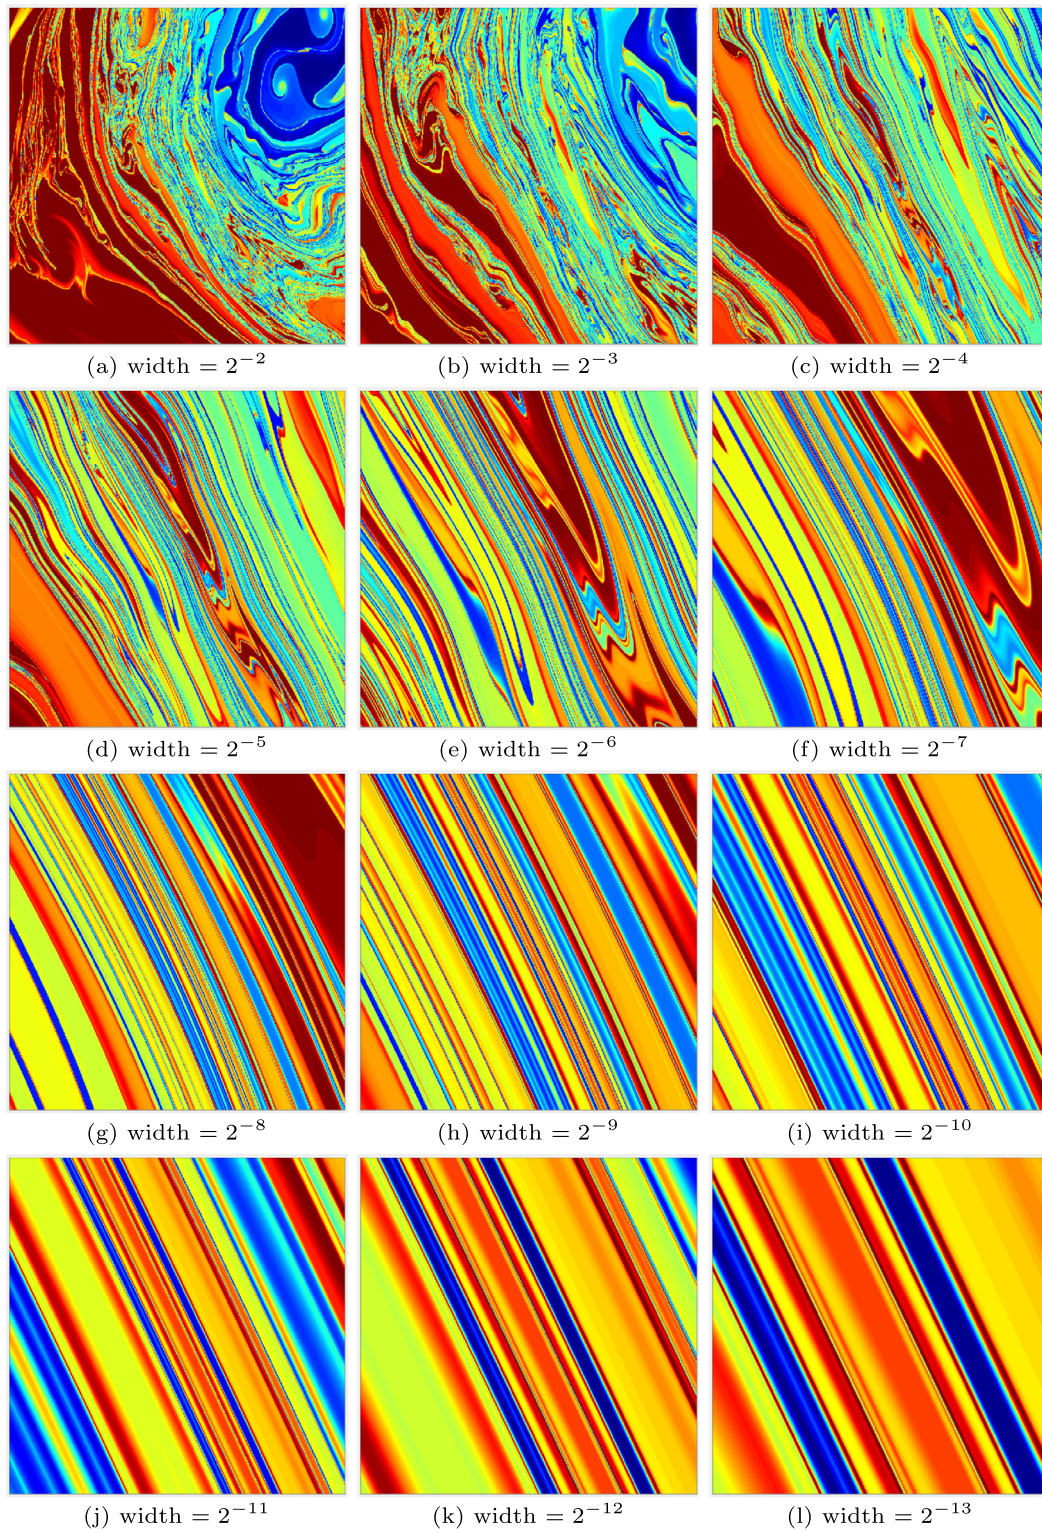 (a) width = 2⁻²
(b) width = 2⁻³
(c) width = 2⁻⁴
(d) width = 2⁻⁵
(e) width = 2⁻⁶
(f) width = 2⁻⁷
(g) width = 2⁻⁸
(h) width = 2⁻⁹
(i) width = 2⁻¹⁰
(j) width = 2⁻¹¹
(k) width = 2⁻¹²
(l) width = 2⁻¹³